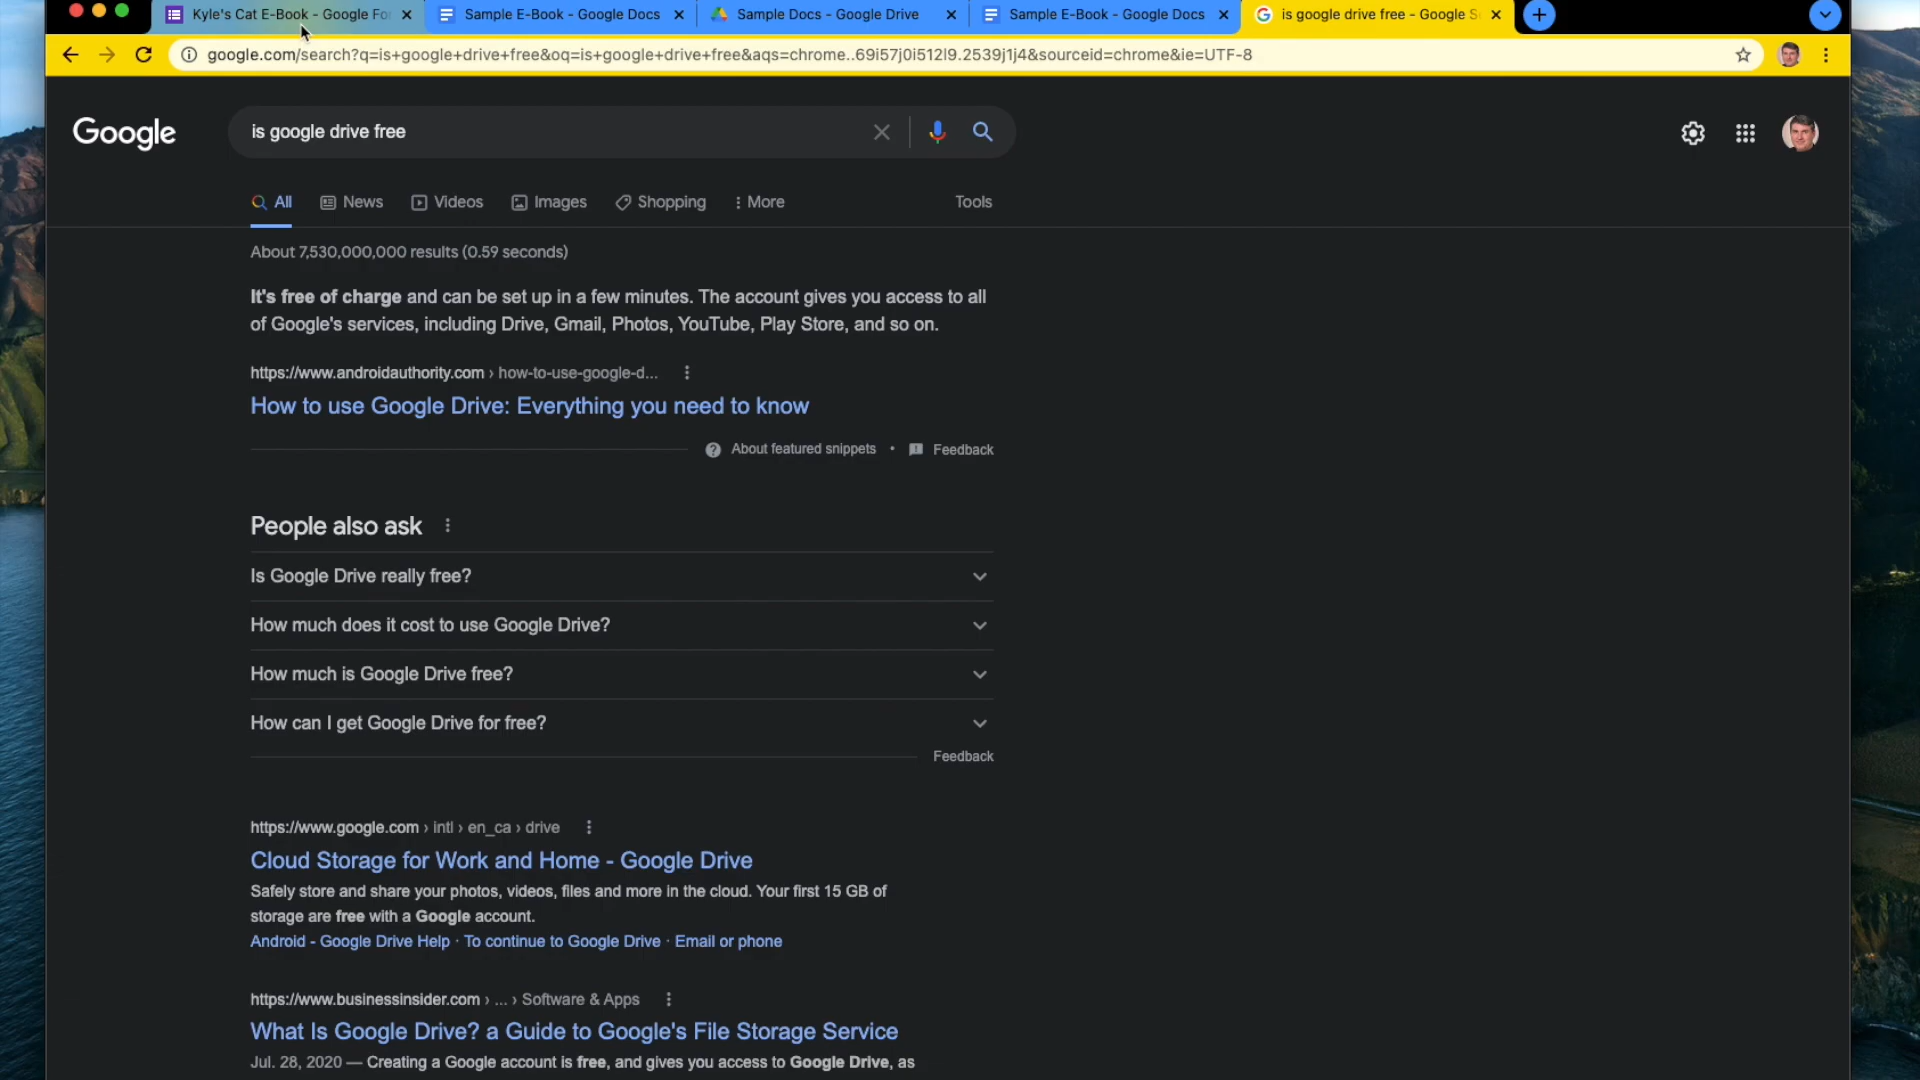 Kyle's Cat E-Book - Google Fo
Sample E-Book - Google Docs
Sample Docs - Google Drive
Sample E-Book - Google Docs
is google drive free - Google S
google.com/search?q=is+google+drive+free&oq=is+google+drive+free&aqs=chrome..69i57j0i512l9.2539j1j4&sourceid=chrome&ie=UTF-8
Google
is google drive free
All
News
Videos
Images
Shopping
More
Tools
About 7,530,000,000 results (0.59 seconds)
It's free of charge and can be set up in a few minutes. The account gives you access to all
of Google's services, including Drive, Gmail, Photos, YouTube, Play Store, and so on.
https://www.androidauthority.com › how-to-use-google-d...
How to use Google Drive: Everything you need to know
About featured snippets • Feedback
People also ask
Is Google Drive really free?
How much does it cost to use Google Drive?
How much is Google Drive free?
How can I get Google Drive for free?
Feedback
https://www.google.com › intl › en_ca › drive
Cloud Storage for Work and Home - Google Drive
Safely store and share your photos, videos, files and more in the cloud. Your first 15 GB of
storage are free with a Google account.
Android - Google Drive Help · To continue to Google Drive · Email or phone
https://www.businessinsider.com › ... › Software & Apps
What Is Google Drive? a Guide to Google's File Storage Service
Jul. 28, 2020 — Creating a Google account is free, and gives you access to Google Drive, as